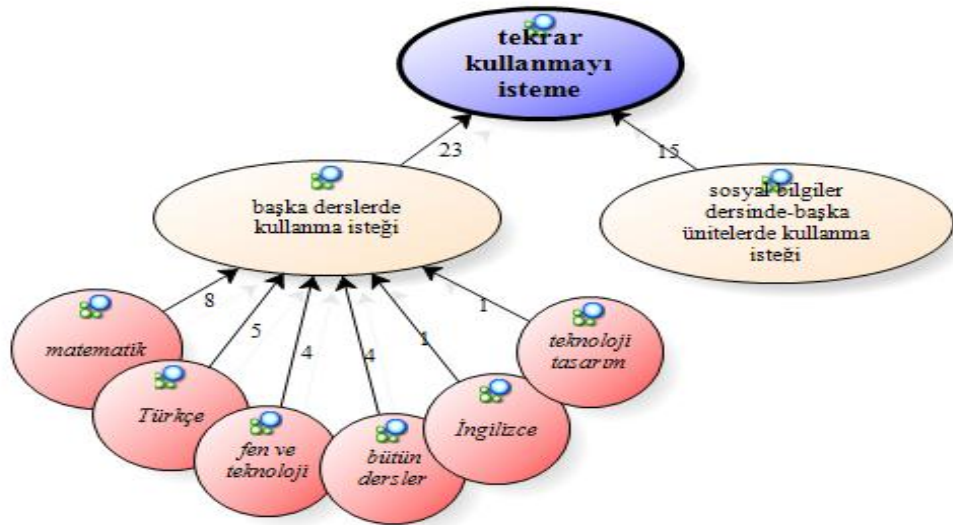 tekrar
kullanmayı
isteme
23
15
başka derslerde
kullanma isteği
sosyal bilgiler
dersinde-başka
ünitelerde kullanma
isteği
8
5
4
4
1
1
matematik
Türkçe
fen ve
teknoloji
bütün
dersler
İngilizce
teknoloji
tasarım